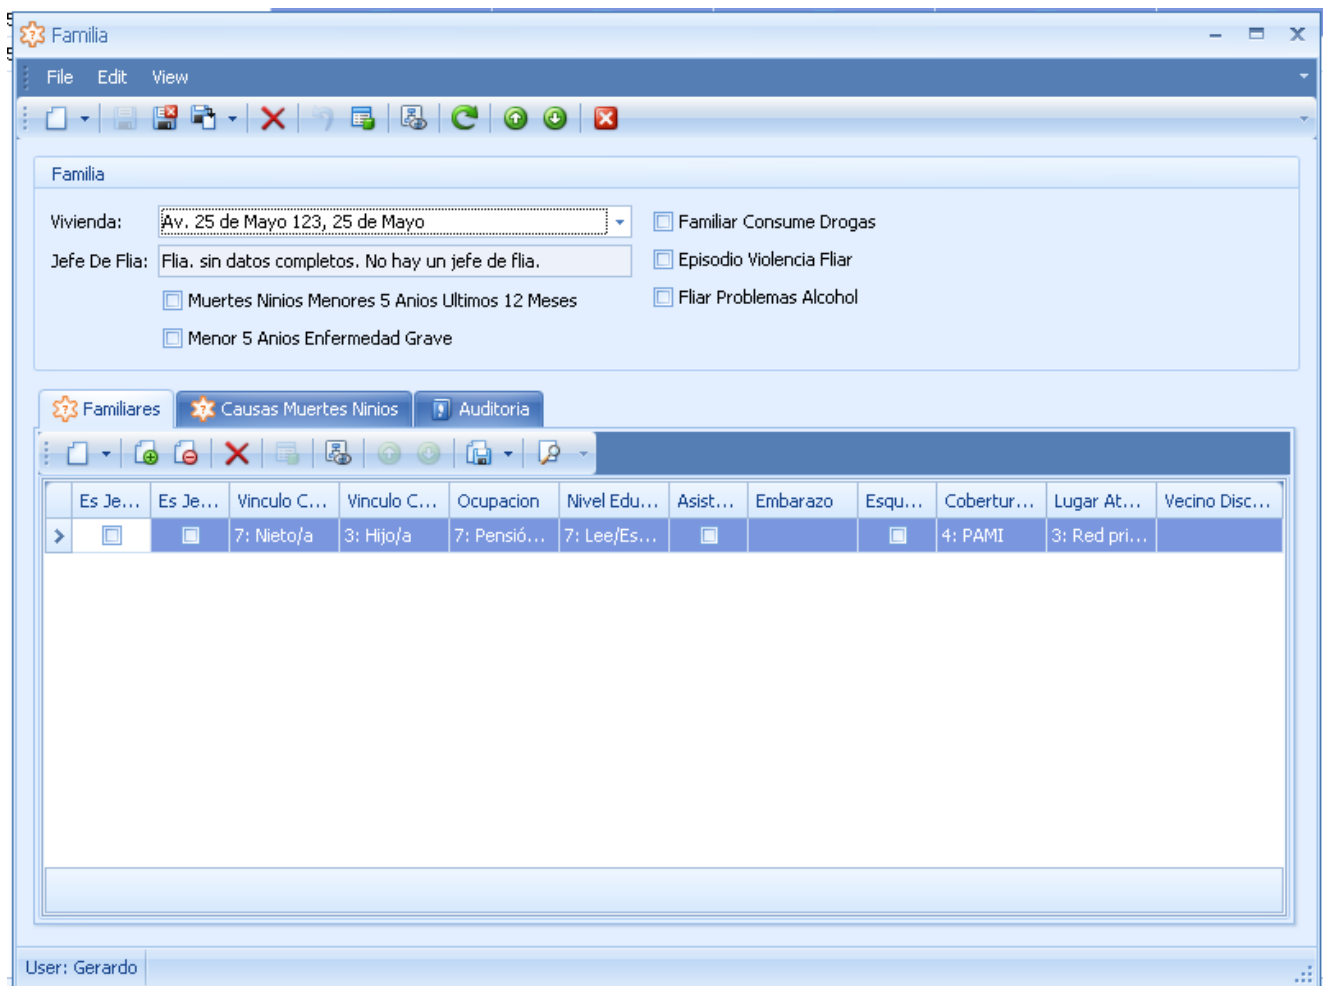 Familia
File Edit View
Familia
Vivienda: Av. 25 de Mayo 123, 25 de Mayo
Familiar Consume Drogas
Jefe De Flia: Flia. sin datos completos. No hay un jefe de flia.
Episodio Violencia Fliar
Muertes Ninios Menores 5 Anios Ultimos 12 Meses
Fliar Problemas Alcohol
Menor 5 Anios Enfermedad Grave
Familiares Causas Muertes Ninios Auditoria
Es Je... Es Je... Vinculo C... Vinculo C... Ocupacion Nivel Edu... Asist... Embarazo Esqu... Cobertur... Lugar At... Vecino Disc...
7: Nieto/a 3: Hijo/a 7: Pensió... 7: Lee/Es... 4: PAMI 3: Red pri...
User: Gerardo